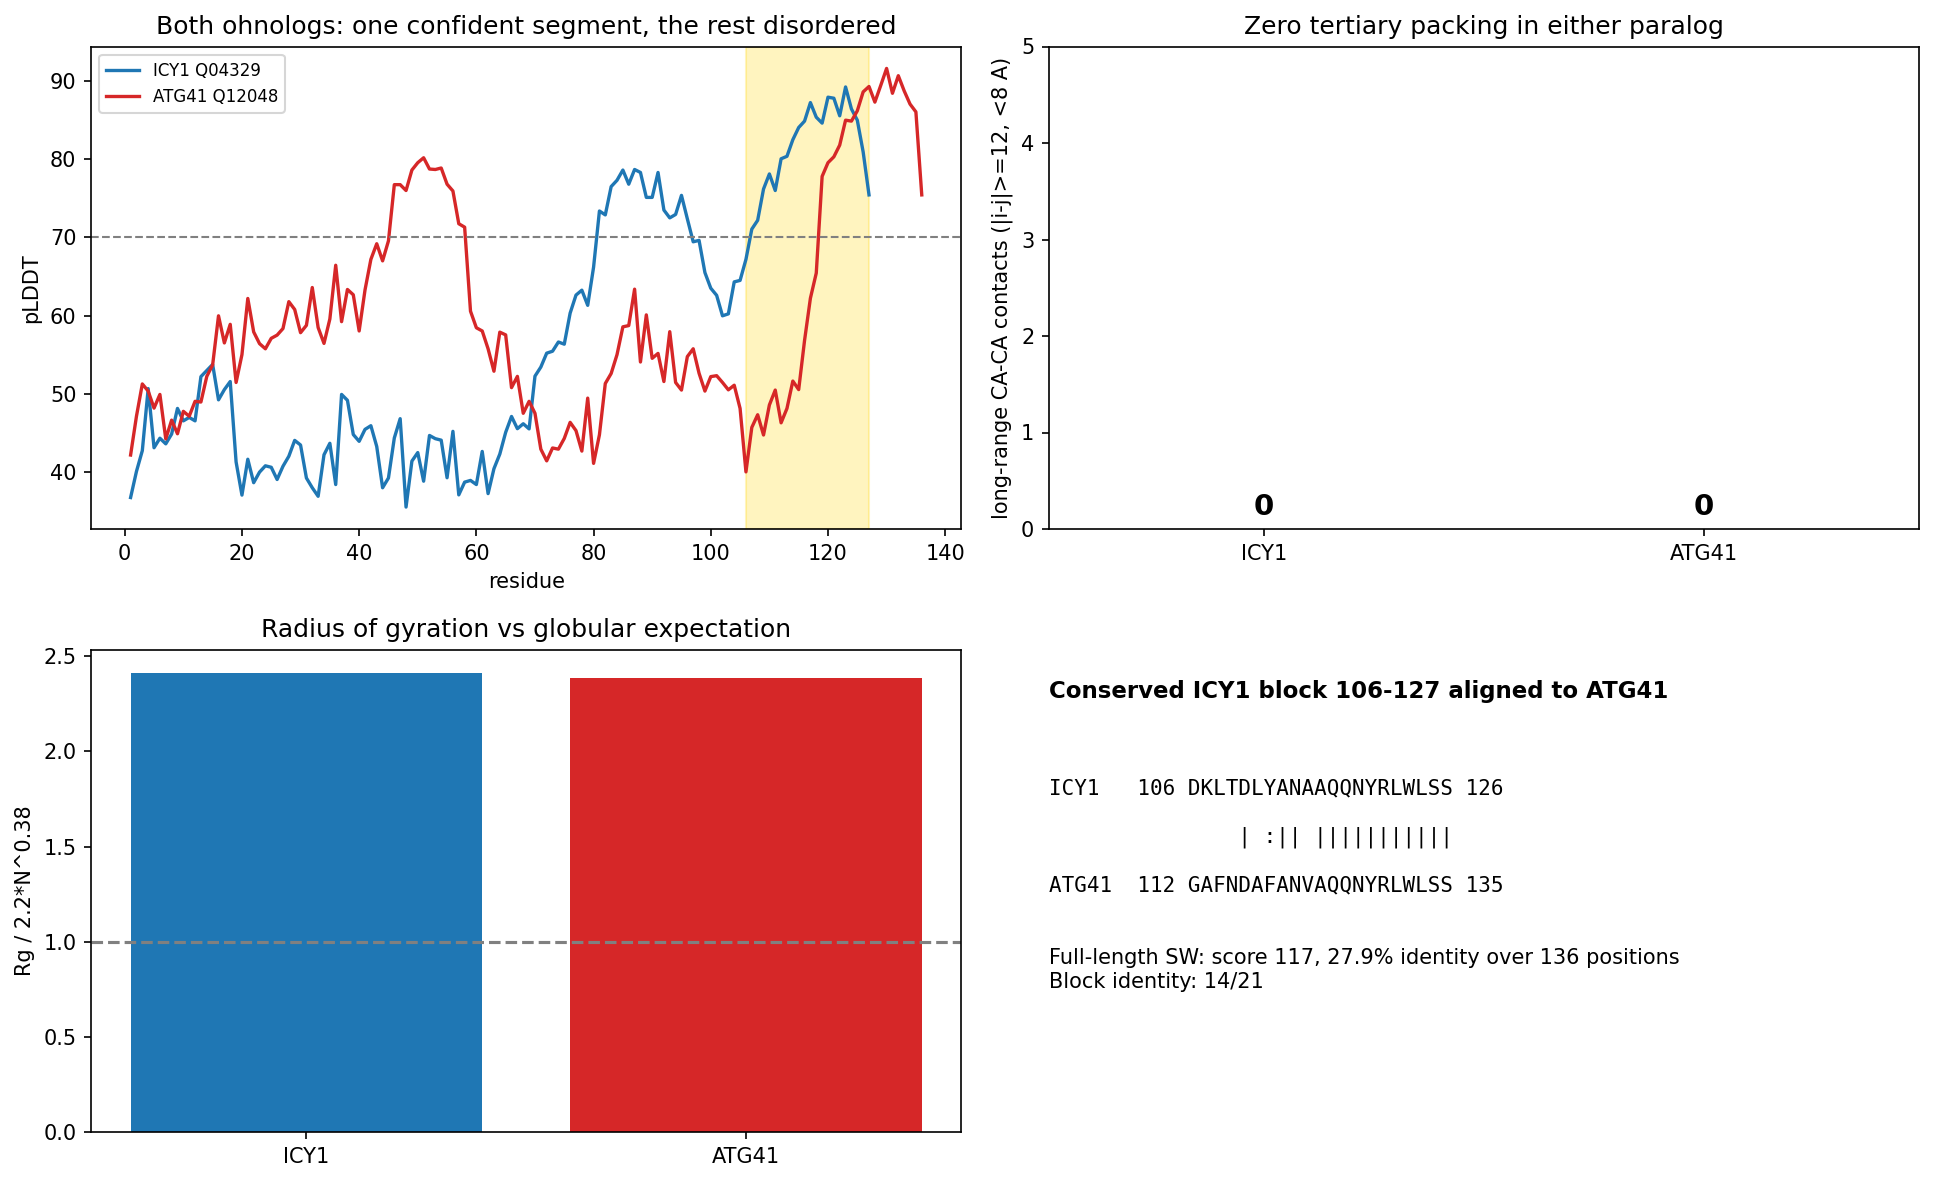 Both ohnologs: one confident segment, the rest disordered
ICY1 Q04329
ATG41 Q12048
pLDDT
90
80
70
60
50
40
0 20 40 60 80 100 120 140
residue
Zero tertiary packing in either paralog
long-range CA-CA contacts (|i-j|>=12, <8 A)
5
4
3
2
1
0
0 0
ICY1 ATG41
Radius of gyration vs globular expectation
Rg / 2.2*N^0.38
2.5
2.0
1.5
1.0
0.5
0.0
ICY1 ATG41
Conserved ICY1 block 106-127 aligned to ATG41
ICY1 106 DKLTDLYANAAQQNYRLWLSS 126
| :|| |||||||||||
ATG41 112 GAFNDAFANVAQQNYRLWLSS 135
Full-length SW: score 117, 27.9% identity over 136 positions
Block identity: 14/21